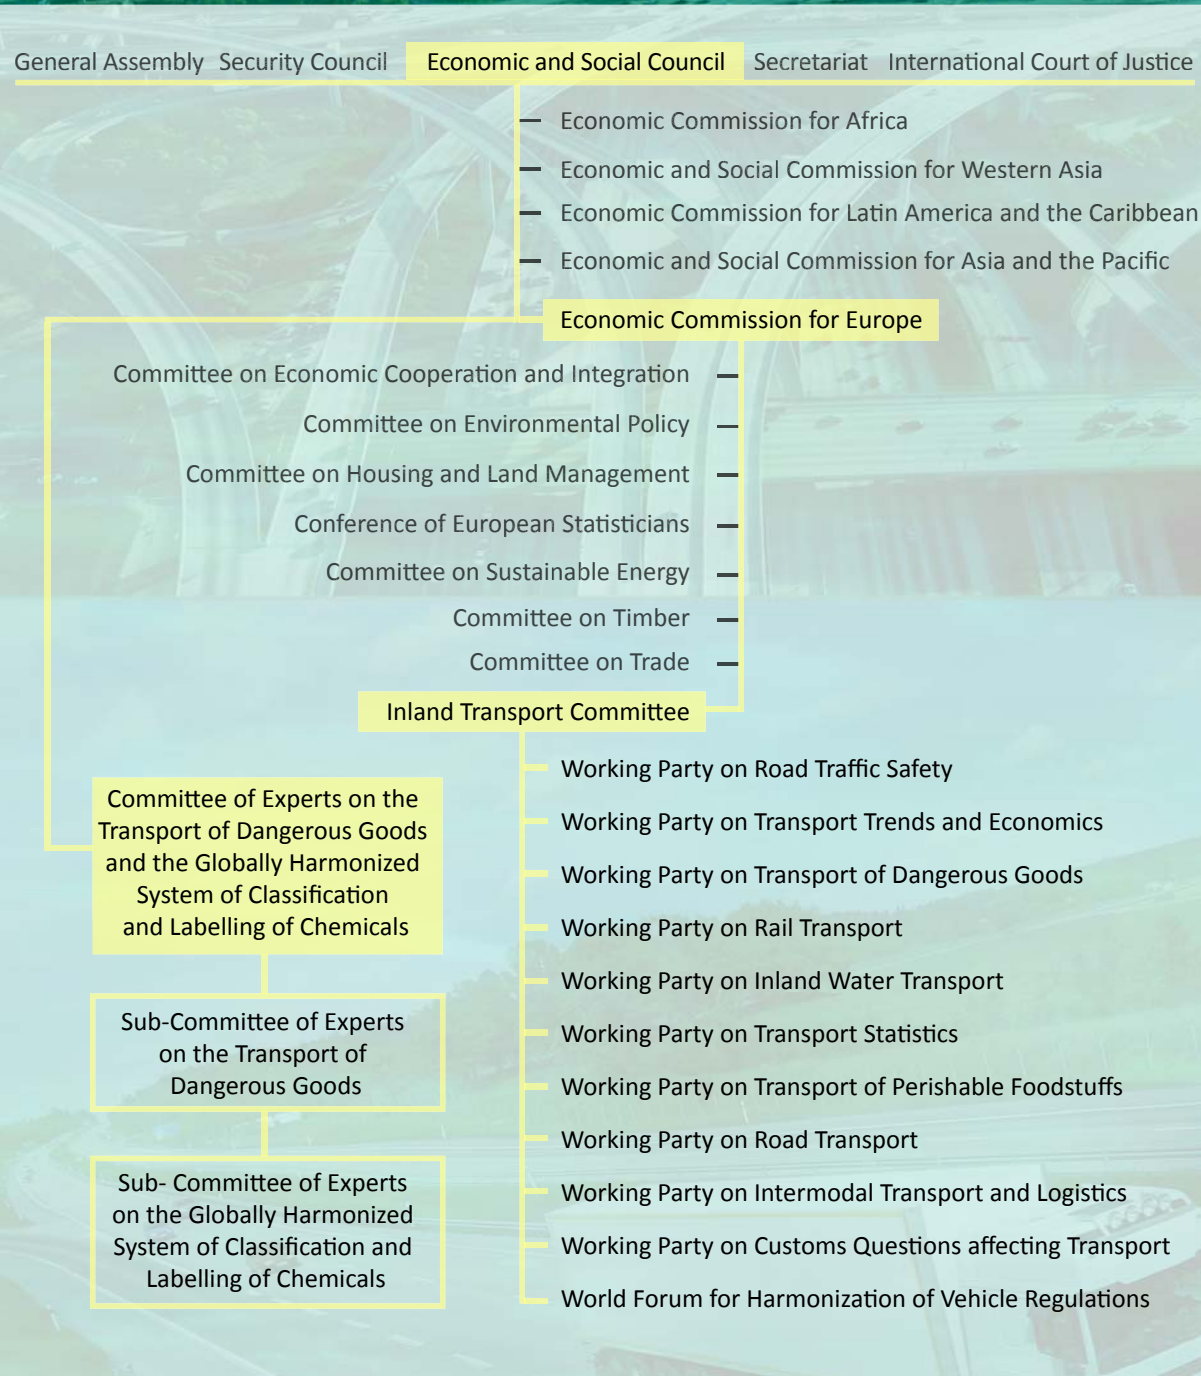 General Assembly Security Council Economic and Social Council Secretariat International Court of Justice
Economic Commission for Africa
Economic and Social Commission for Western Asia
Economic Commission for Latin America and the Caribbean
Economic and Social Commission for Asia and the Pacific
Economic Commission for Europe
Committee on Economic Cooperation and Integration
Committee on Environmental Policy
Committee on Housing and Land Management
Conference of European Statisticians
Committee on Sustainable Energy
Committee on Timber
Committee on Trade
Inland Transport Committee
Working Party on Road Traffic Safety
Working Party on Transport Trends and Economics
Working Party on Transport of Dangerous Goods
Working Party on Rail Transport
Working Party on Inland Water Transport
Working Party on Transport Statistics
Working Party on Transport of Perishable Foodstuffs
Working Party on Road Transport
Working Party on Intermodal Transport and Logistics
Working Party on Customs Questions affecting Transport
World Forum for Harmonization of Vehicle Regulations
Committee of Experts on the
Transport of Dangerous Goods
and the Globally Harmonized
System of Classification
and Labelling of Chemicals
Sub-Committee of Experts
on the Transport of
Dangerous Goods
Sub- Committee of Experts
on the Globally Harmonized
System of Classification and
Labelling of Chemicals